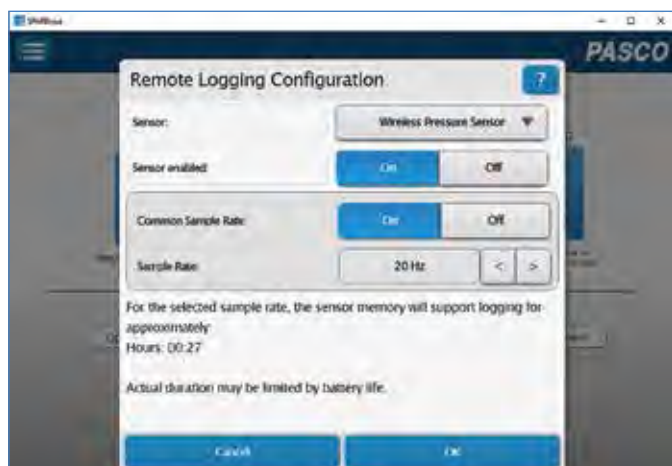 SPARKvue
PASCO
Remote Logging Configuration ?
Sensor: Wireless Pressure Sensor
Sensor enabled: On Off
Common Sample Rate: On Off
Sample Rate: 20 Hz < >
For the selected sample rate, the sensor memory will support logging for
approximately
Hours: 00:27
Actual duration may be limited by battery life.
Cancel OK